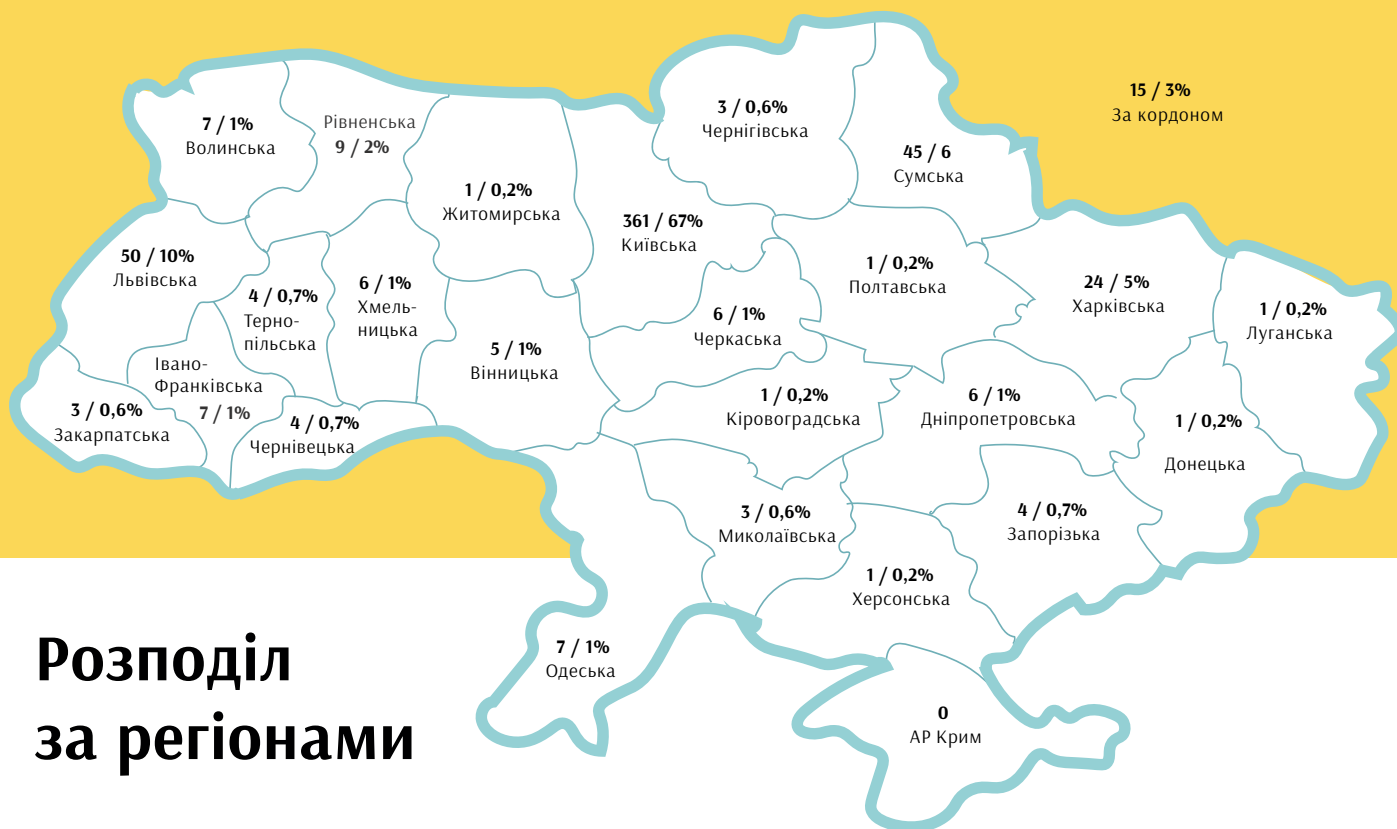 15 / 3%
За кордоном
3 / 0,6%
Чернігівська
7 / 1%
Волинська
Рівненська
9 / 2%
45 / 6
Сумська
1 / 0,2%
Житомирська
361 / 67%
Київська
50 / 10%
Львівська
4 / 0,7%
Терно-
пільська
6 / 1%
Хмель-
ницька
1 / 0,2%
Полтавська
24 / 5%
Харківська
1 / 0,2%
Луганська
6 / 1%
Черкаська
5 / 1%
Вінницька
Івано-
Франківська
7 / 1%
3 / 0,6%
Закарпатська
4 / 0,7%
Чернівецька
1 / 0,2%
Кіровоградська
6 / 1%
Дніпропетровська
1 / 0,2%
Донецька
3 / 0,6%
Миколаївська
4 / 0,7%
Запорізька
1 / 0,2%
Херсонська
7 / 1%
Одеська
0
АР Крим
Розподіл
за регіонами